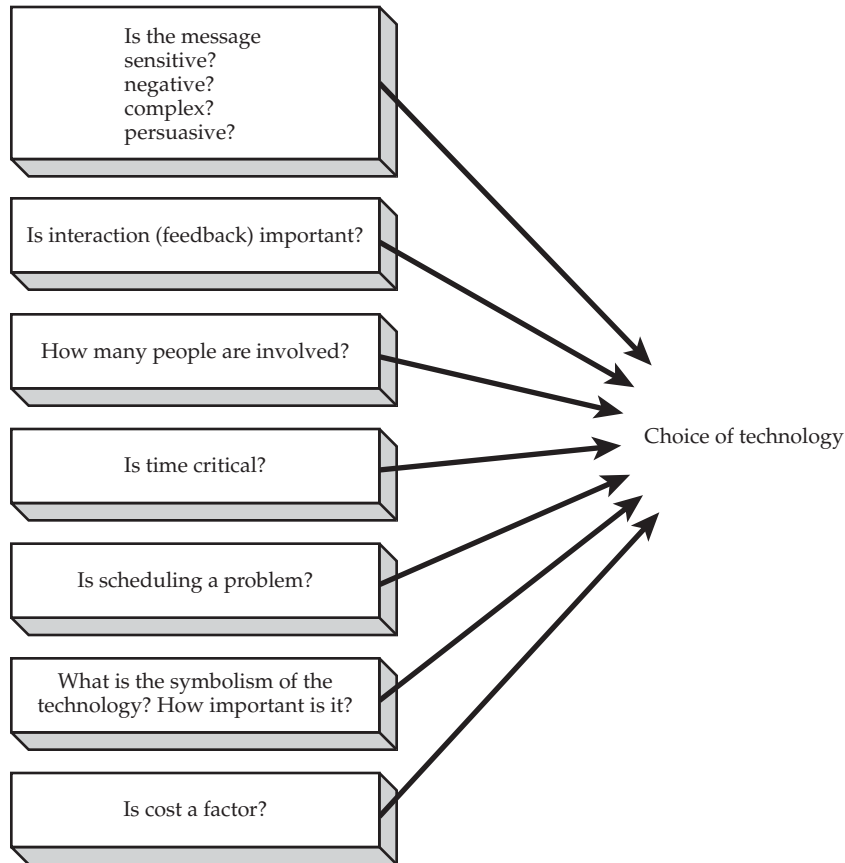 Is the message
sensitive?
negative?
complex?
persuasive?
Is interaction (feedback) important?
How many people are involved?
Choice of technology
Is time critical?
Is scheduling a problem?
What is the symbolism of the
technology? How important is it?
Is cost a factor?